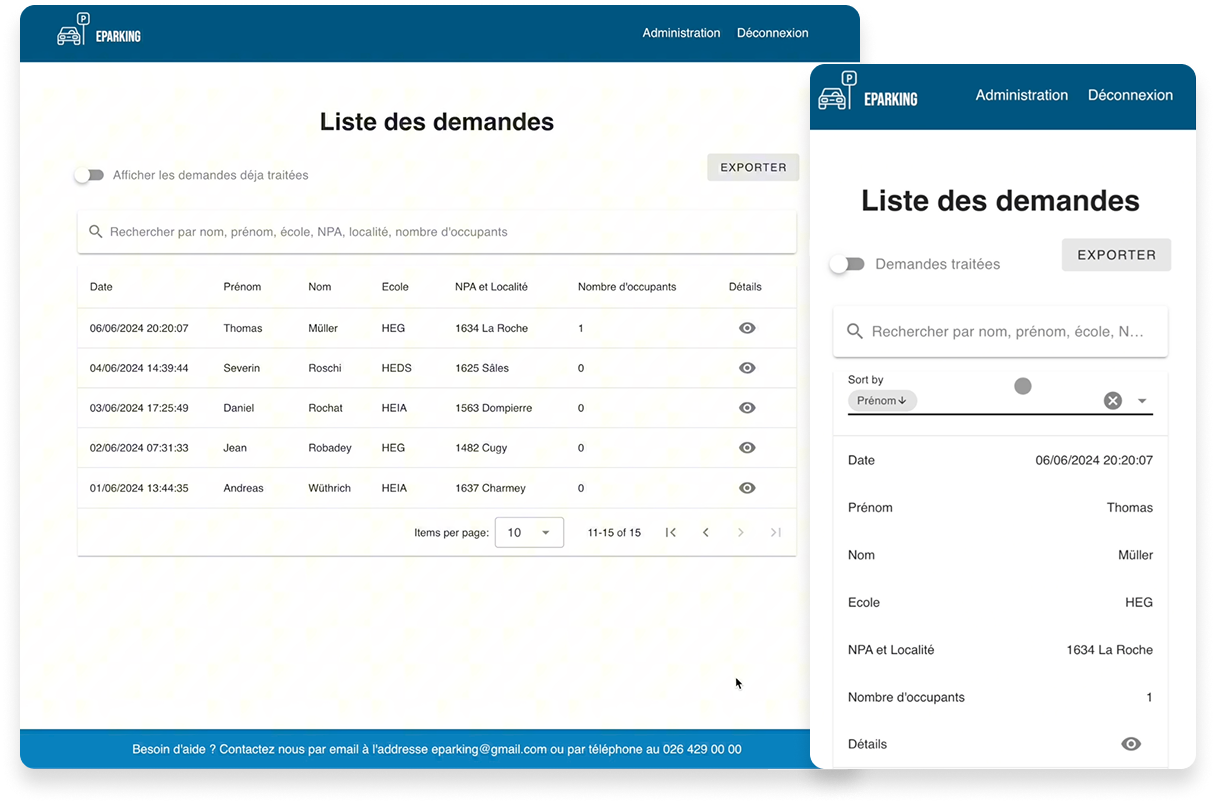 P
EPARKING
Administration Déconnexion
Liste des demandes
Afficher les demandes déja traitées
EXPORTER
Rechercher par nom, prénom, école, NPA, localité, nombre d'occupants
Date Prénom Nom Ecole NPA et Localité Nombre d'occupants Détails
06/06/2024 20:20:07 Thomas Müller HEG 1634 La Roche 1
04/06/2024 14:39:44 Severin Roschi HEDS 1625 Sâles 0
03/06/2024 17:25:49 Daniel Rochat HEIA 1563 Dompierre 0
02/06/2024 07:31:33 Jean Robadey HEG 1482 Cugy 0
01/06/2024 13:44:35 Andreas Wüthrich HEIA 1637 Charmey 0
Items per page: 10 11-15 of 15
Besoin d'aide ? Contactez nous par email à l'addresse eparking@gmail.com ou par téléphone au 026 429 00 00
P
EPARKING
Administration Déconnexion
Liste des demandes
Demandes traitées
EXPORTER
Rechercher par nom, prénom, école, N...
Sort by
Prénom
Date 06/06/2024 20:20:07
Prénom Thomas
Nom Müller
Ecole HEG
NPA et Localité 1634 La Roche
Nombre d'occupants 1
Détails